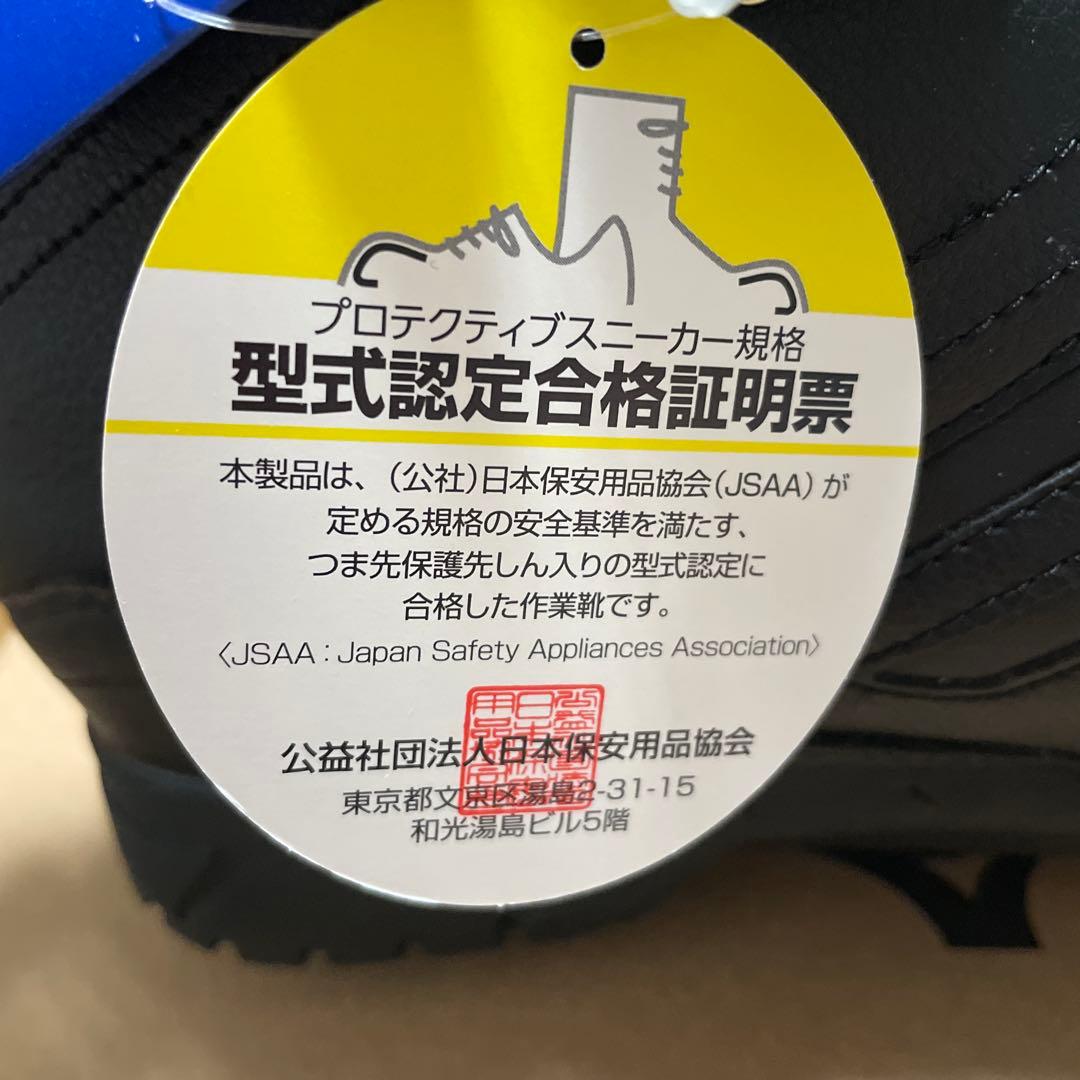 プロテクティブスニーカー規格
型式認定合格証明票
本製品は、(公社)日本保安用品協会(JSAA)が
定める規格の安全基準を満たす、
つま先保護先しん入りの型式認定に
合格した作業靴です。
〈JSAA:Japan Safety Appliances Association〉
公益社団法人日本保安用品協会
東京都文京区湯島2-31-15
和光湯島ビル5階